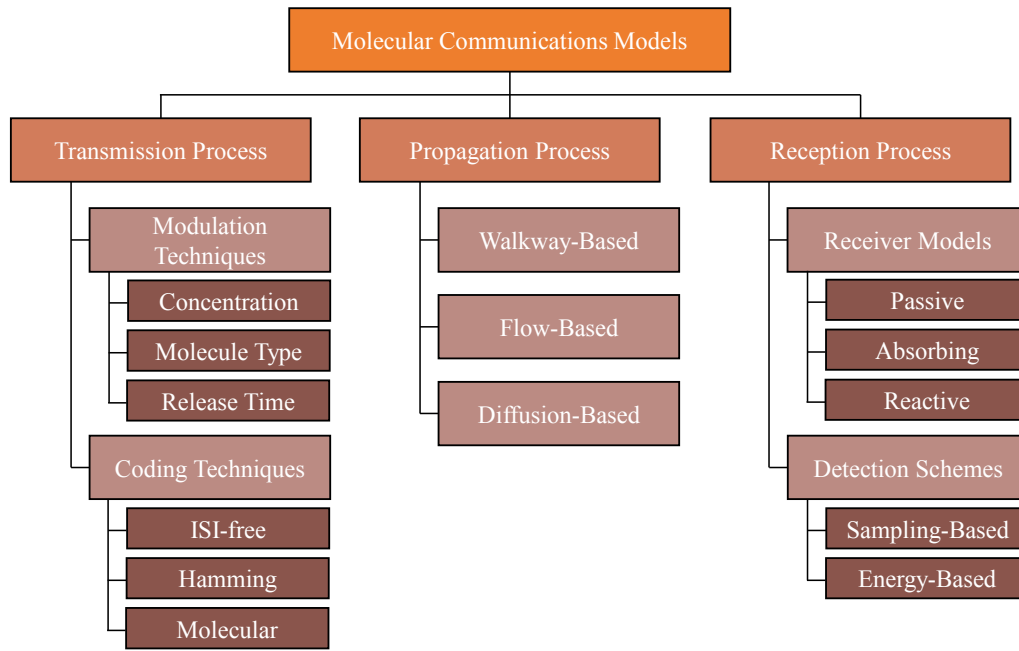 Molecular Communications Models
Transmission Process
Modulation
Techniques
Concentration
Molecule Type
Release Time
Coding Techniques
ISI-free
Hamming
Molecular
Propagation Process
Walkway-Based
Flow-Based
Diffusion-Based
Reception Process
Receiver Models
Passive
Absorbing
Reactive
Detection Schemes
Sampling-Based
Energy-Based